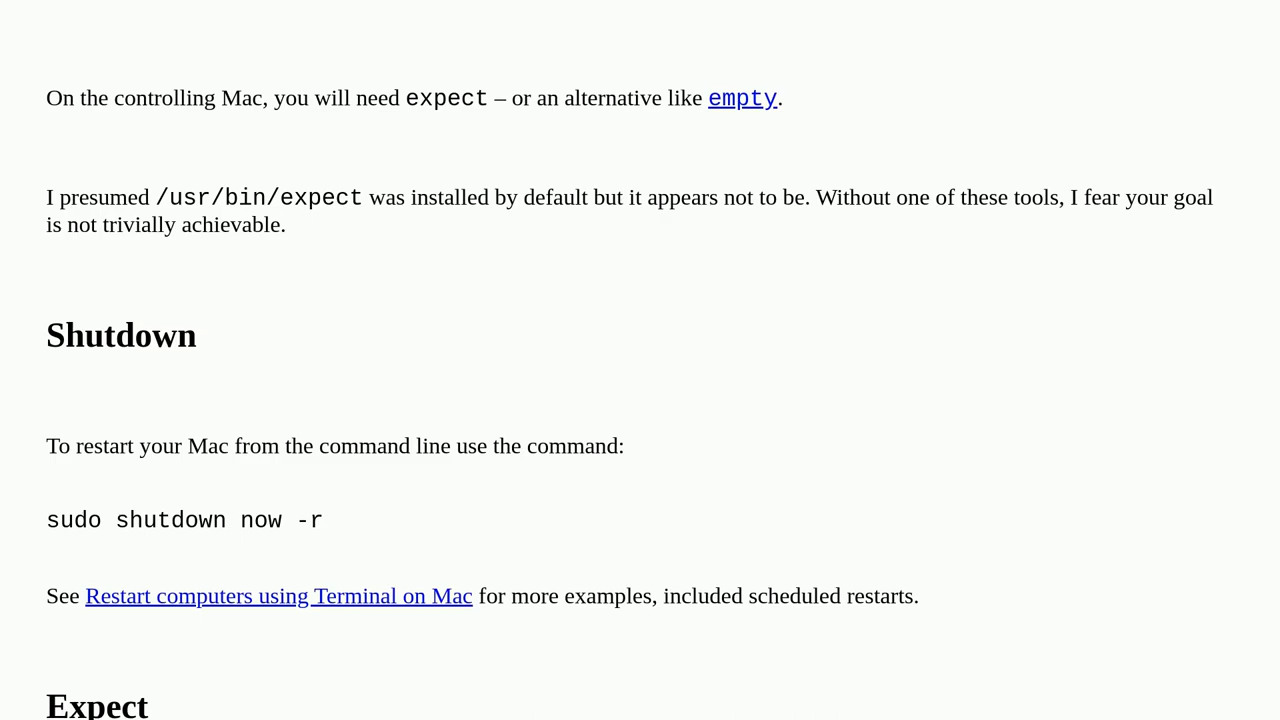 On the controlling Mac, you will need expect – or an alternative like empty.
I presumed /usr/bin/expect was installed by default but it appears not to be. Without one of these tools, I fear your goal
is not trivially achievable.
Shutdown
To restart your Mac from the command line use the command:
sudo shutdown now -r
See Restart computers using Terminal on Mac for more examples, included scheduled restarts.
Expect